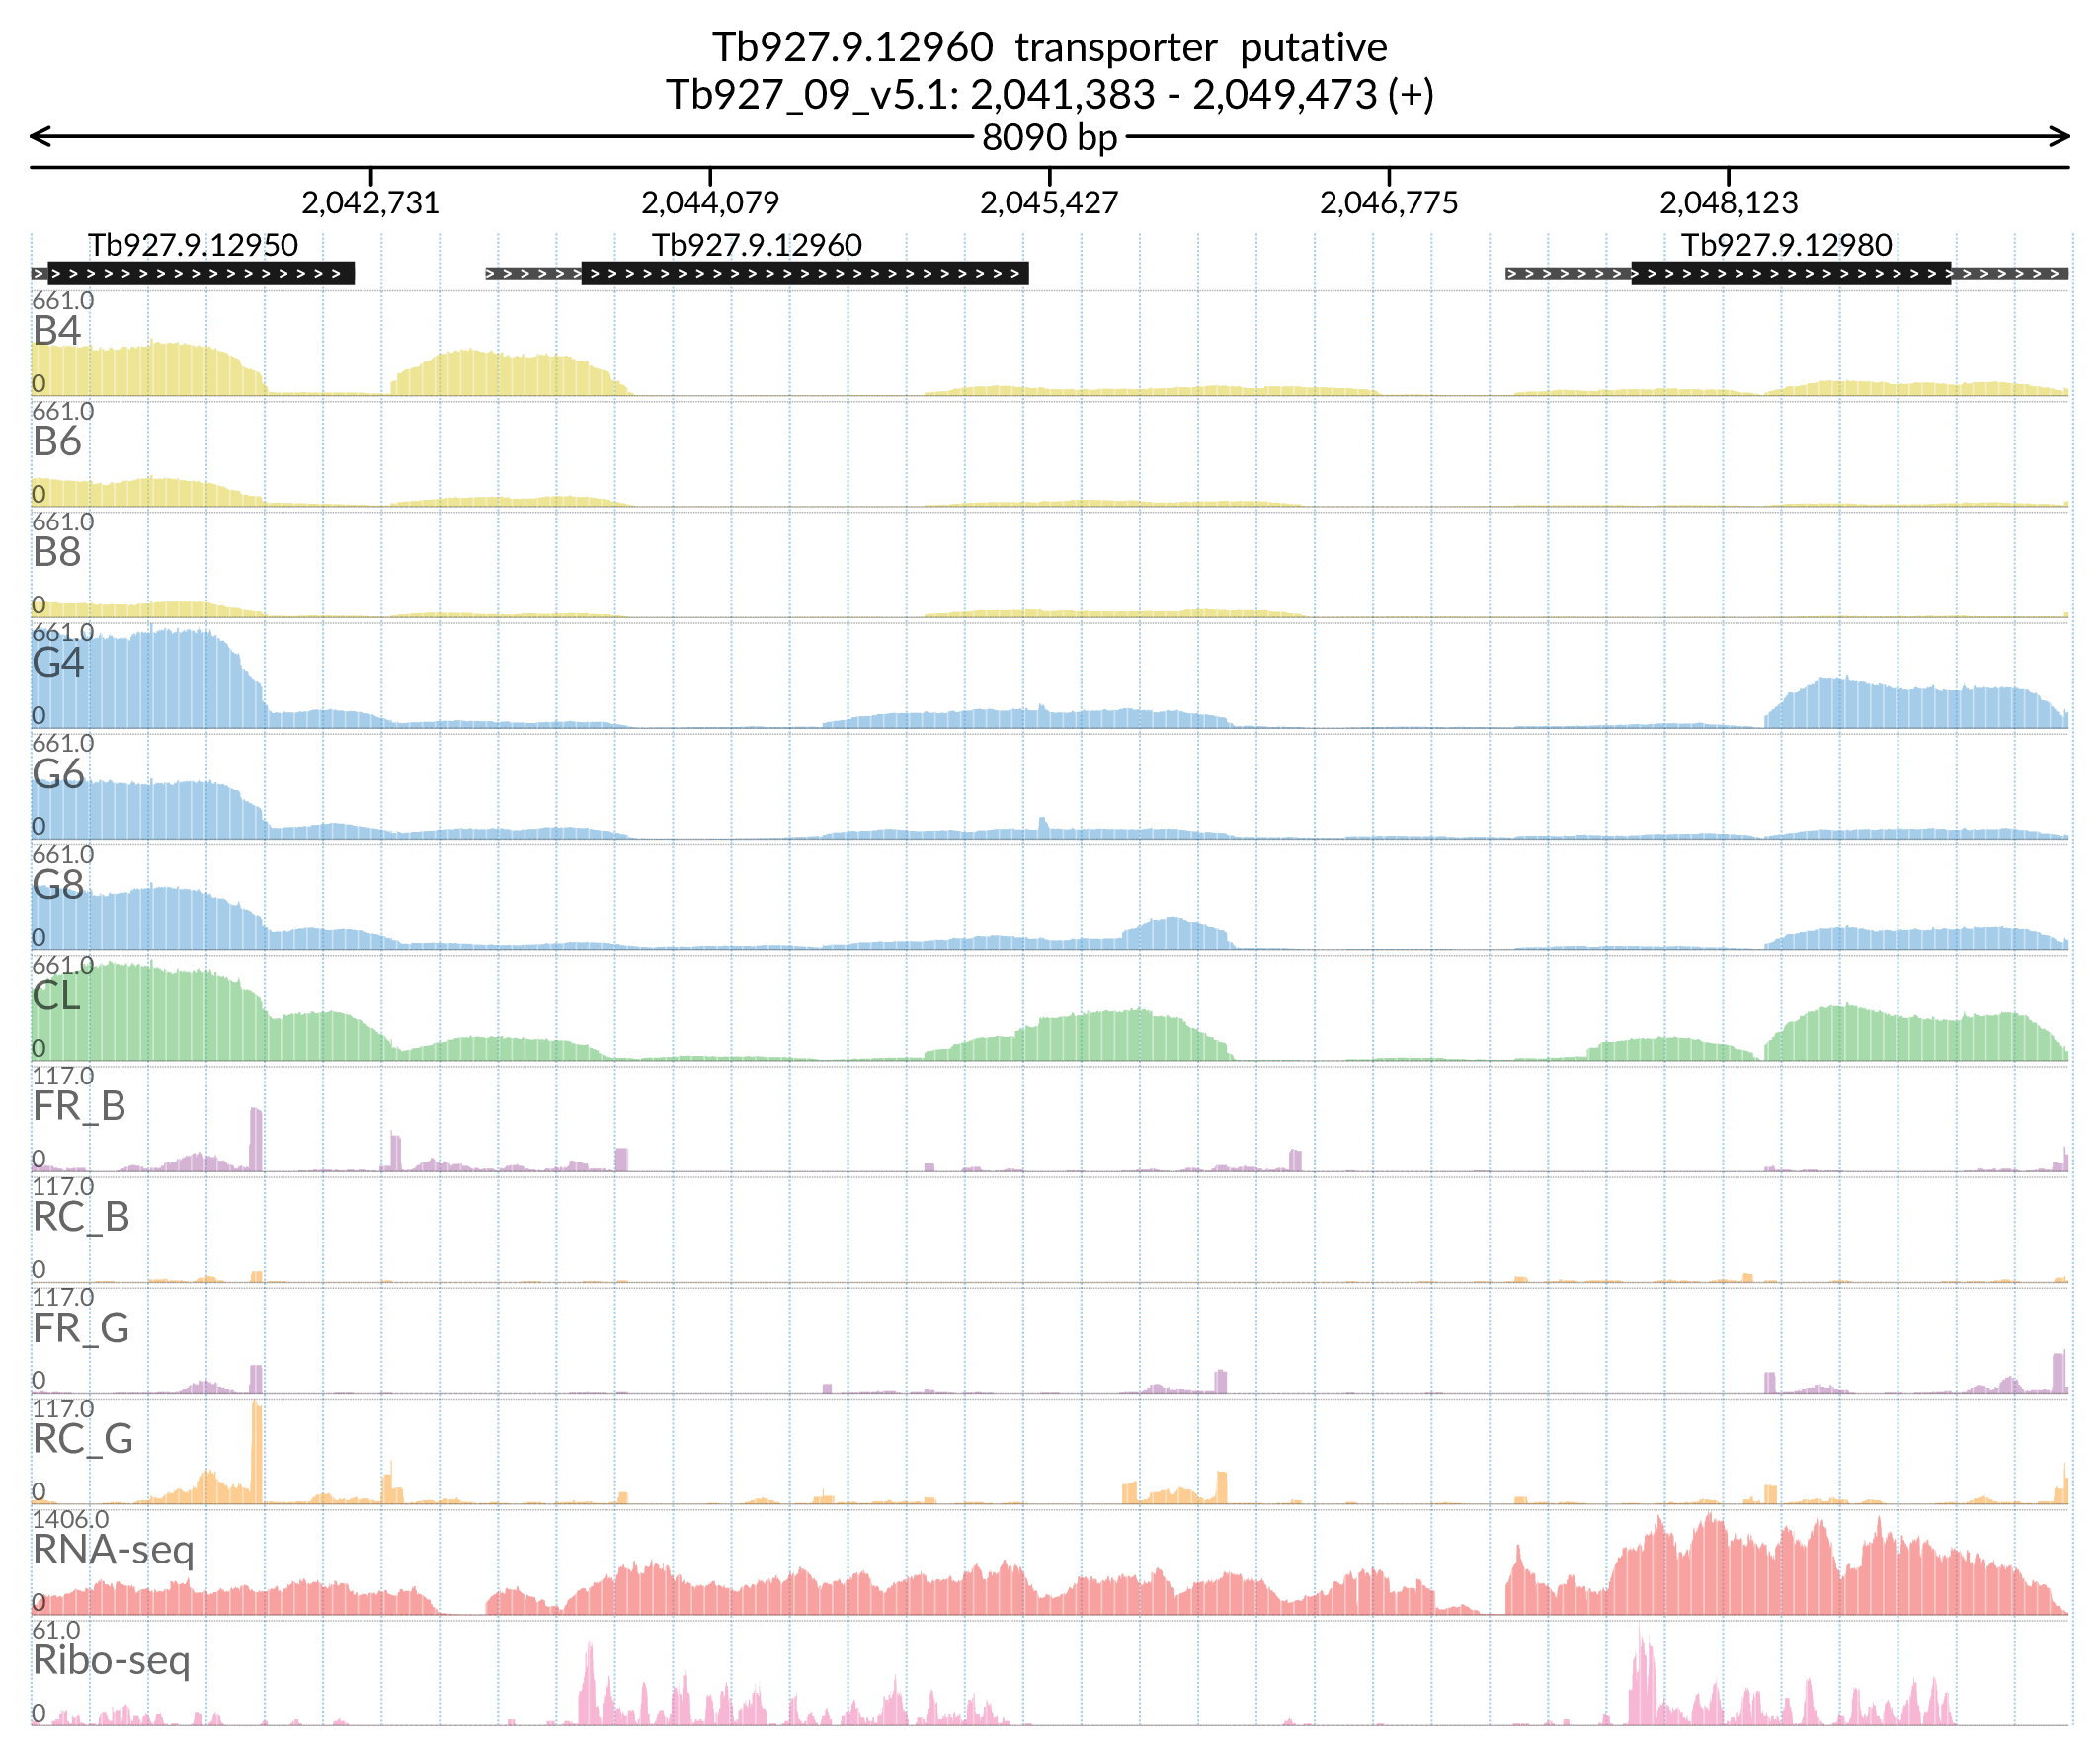 Tb927.9.12960 transporter putative
Tb927_09_v5.1: 2,041,383 - 2,049,473 (+)
8090 bp
2,042,731 2,044,079 2,045,427 2,046,775 2,048,123
Tb927.9.12950 Tb927.9.12960 Tb927.9.12980
661.0
B4
0
661.0
B6
0
661.0
B8
0
661.0
G4
0
661.0
G6
0
661.0
G8
0
661.0
CL
0
117.0
FR_B
0
117.0
RC_B
0
117.0
FR_G
0
117.0
RC_G
0
1406.0
RNA-seq
0
61.0
Ribo-seq
0